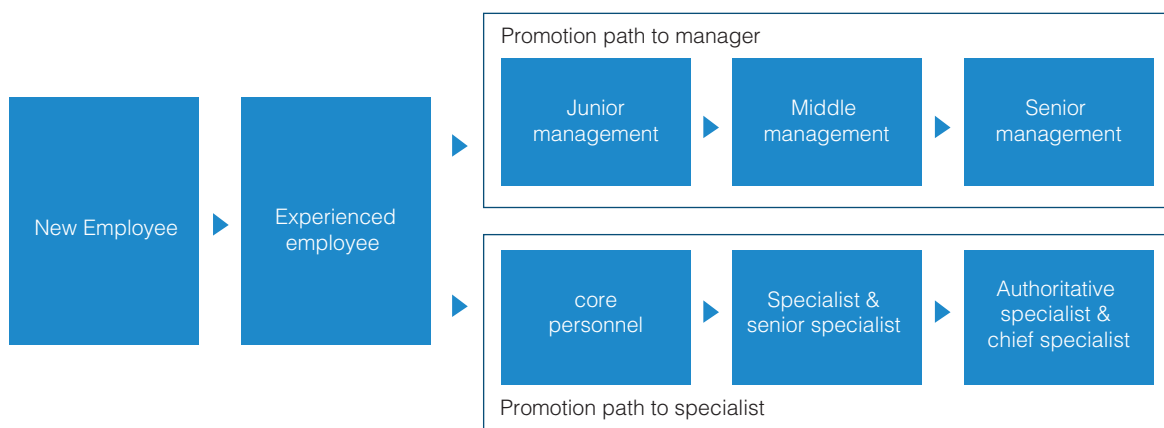 New Employee
Experienced
employee
Promotion path to manager
Junior
management
Middle
management
Senior
management
core
personnel
Specialist &
senior specialist
Authoritative
specialist &
chief specialist
Promotion path to specialist